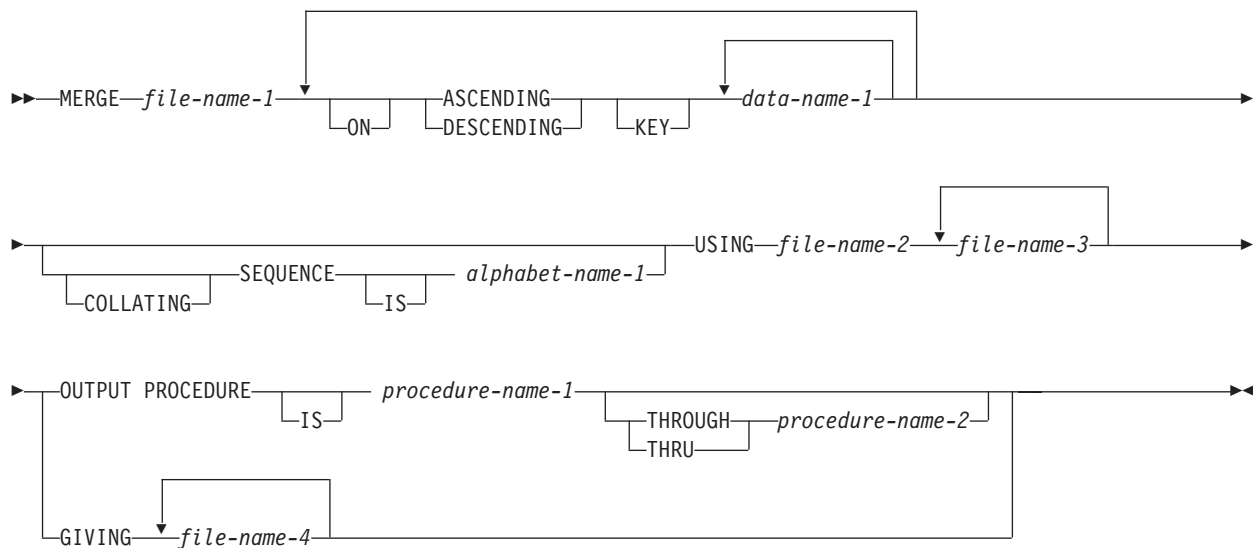 MERGE file-name-1 ASCENDING data-name-1
ON DESCENDING KEY
USING file-name-2 file-name-3
SEQUENCE alphabet-name-1
COLLATING IS
OUTPUT PROCEDURE procedure-name-1
IS THROUGH procedure-name-2
THRU
GIVING file-name-4